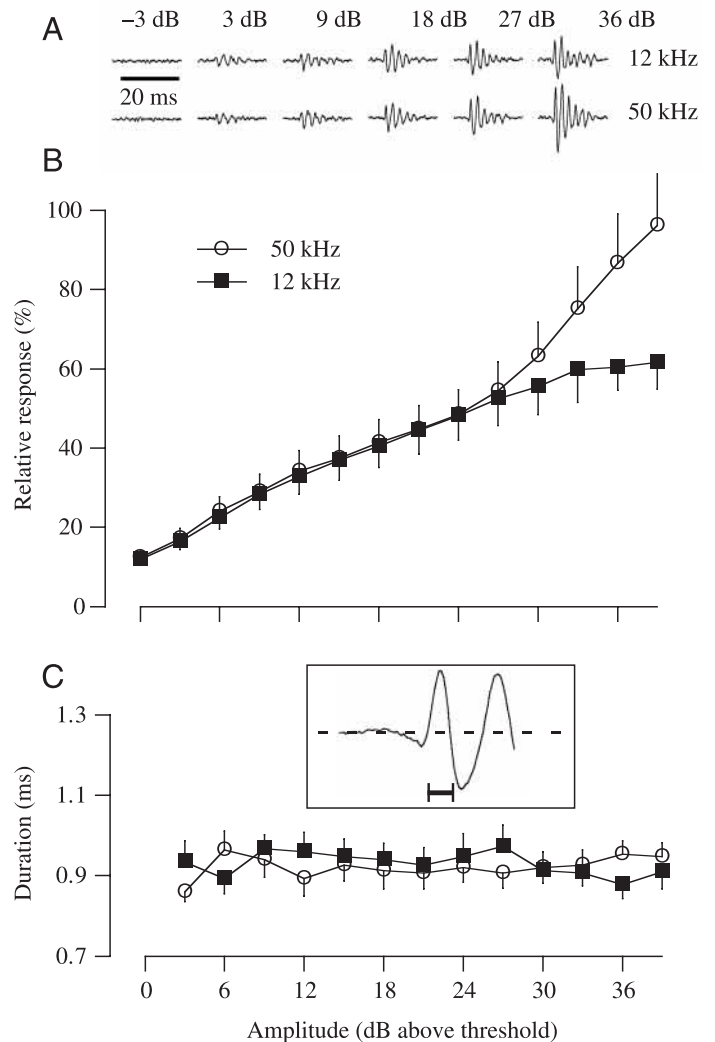 A
−3 dB 3 dB 9 dB 18 dB 27 dB 36 dB
12 kHz
20 ms
50 kHz
B
100
80
60
40
20
0
Relative response (%)
50 kHz
12 kHz
C
1.3
1.1
0.9
0.7
Duration (ms)
0 6 12 18 24 30 36
Amplitude (dB above threshold)